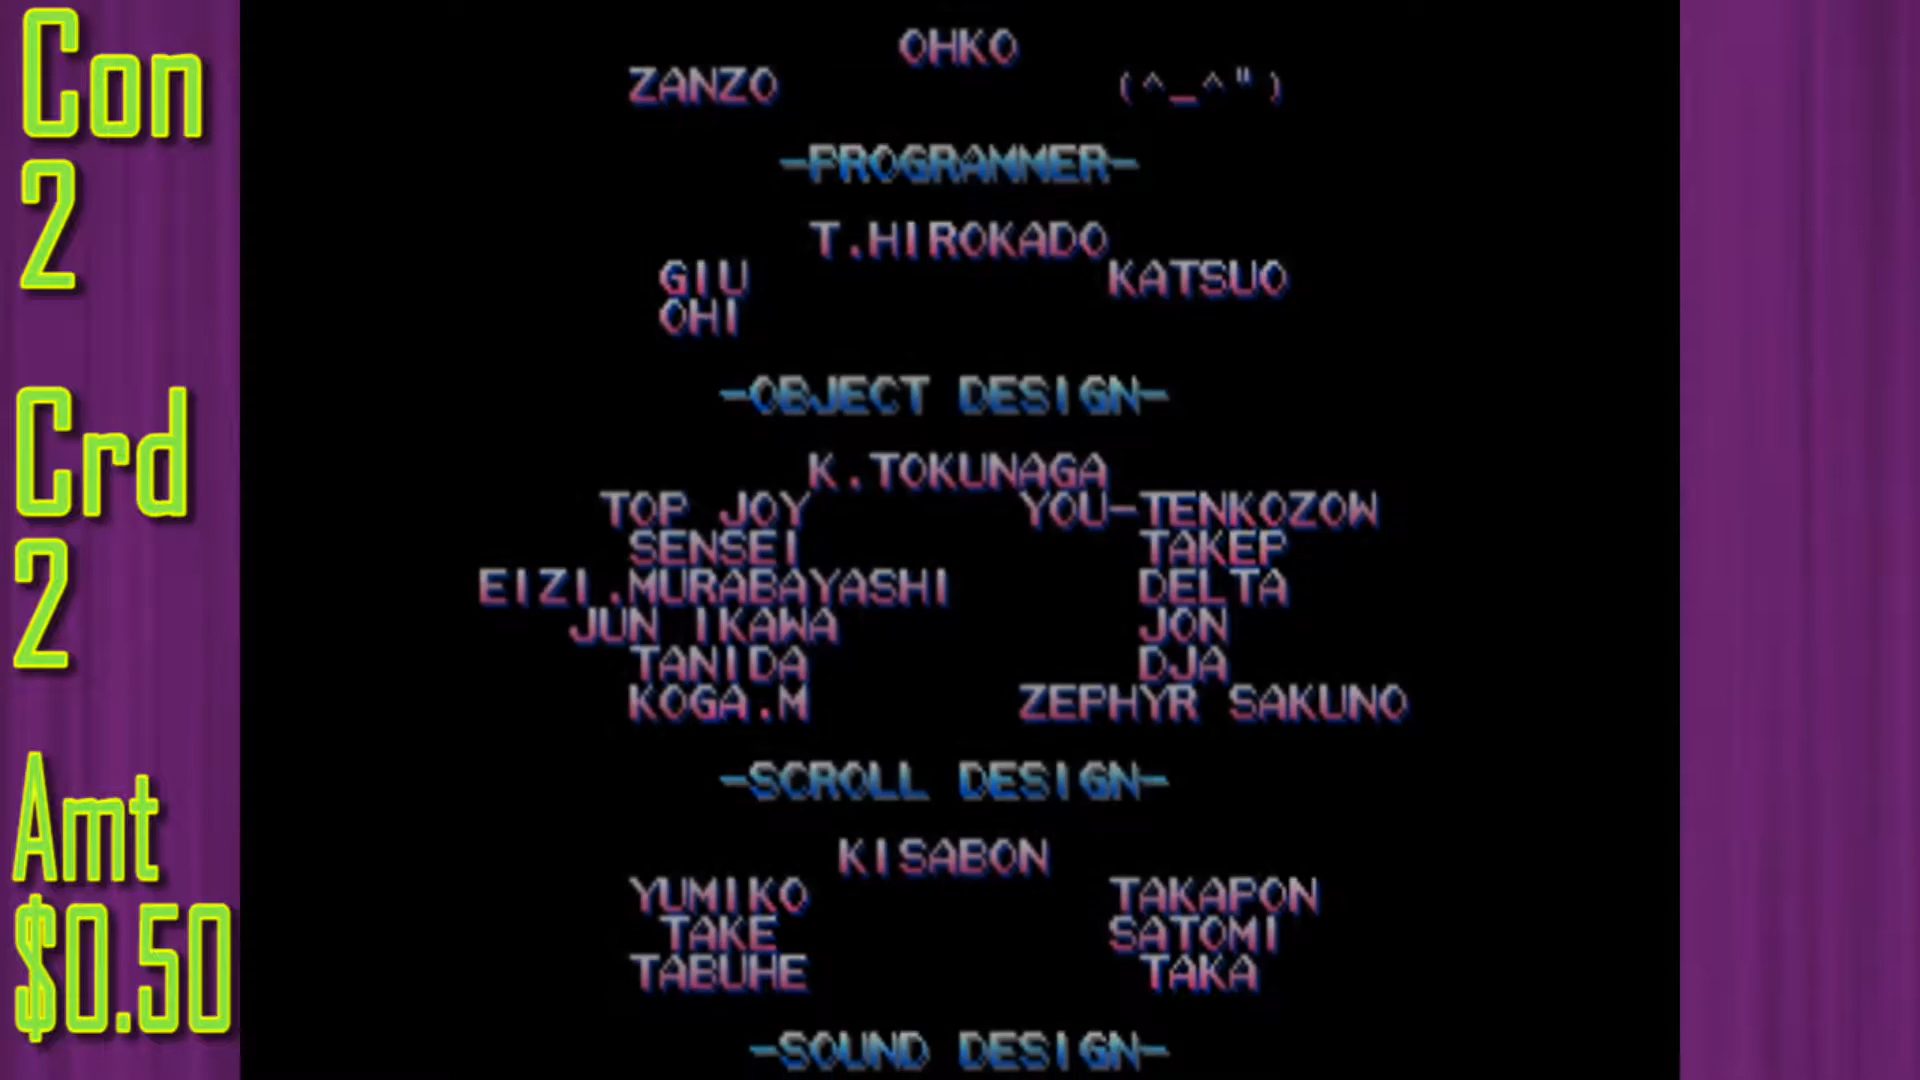 Con
2
Crd
2
Amt
$0.50
OHKO
ZANZO (^_^")
-PROGRAMMER-
T.HIROKADO
GIU KATSUO
OHI
-OBJECT DESIGN-
K.TOKUNAGA
TOP JOY YOU-TENKOZOW
SENSEI TAKEP
EIZI.MURABAYASHI DELTA
JUN IKAWA JON
TANIDA DJA
KOGA.M ZEPHYR SAKUNO
-SCROLL DESIGN-
KISABON
YUMIKO TAKAPON
TAKE SATOMI
TABUHE TAKA
-SOUND DESIGN-